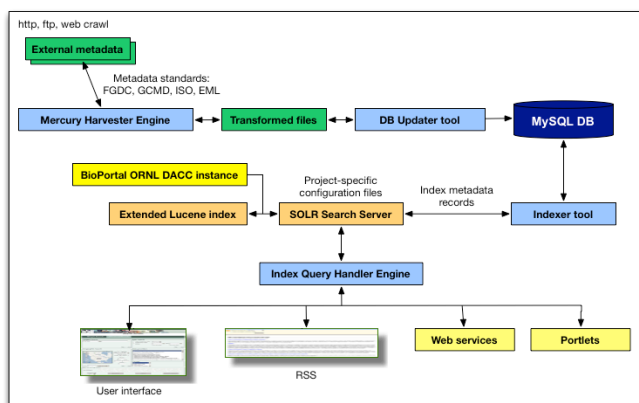 http, ftp, web crawl
External metadata
Metadata standards:
FGDC, GCMD, ISO, EML
Mercury Harvester Engine
Transformed files
DB Updater tool
MySQL DB
BioPortal ORNL DACC instance
Project-specific
configuration files
Index metadata
records
Extended Lucene index
SOLR Search Server
Indexer tool
Index Query Handler Engine
Web services
Portlets
User interface
RSS